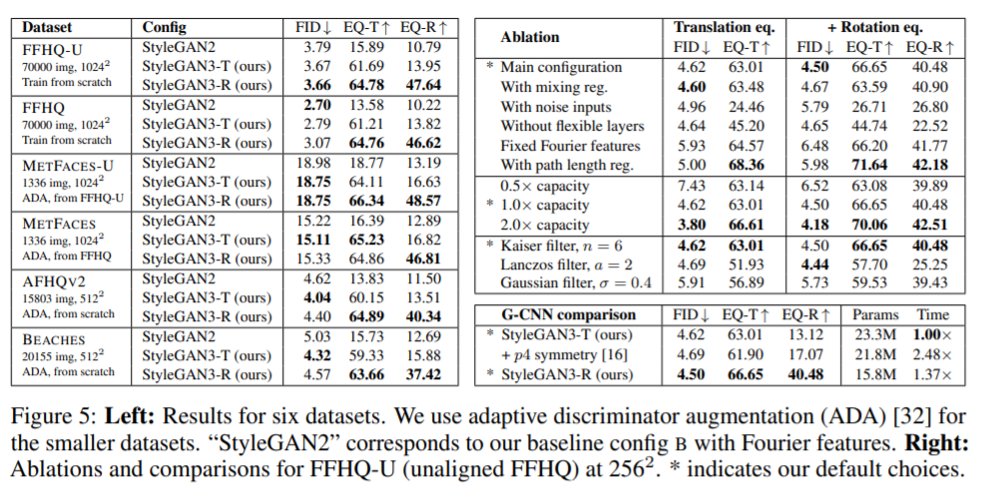 Dataset Config FID↓ EQ-T↑ EQ-R↑
FFHQ-U StyleGAN2 3.79 15.89 10.79
70000 img, 1024² StyleGAN3-T (ours) 3.67 61.69 13.95
Train from scratch StyleGAN3-R (ours) 3.66 64.78 47.64
FFHQ StyleGAN2 2.70 13.58 10.22
70000 img, 1024² StyleGAN3-T (ours) 2.79 61.21 13.82
Train from scratch StyleGAN3-R (ours) 3.07 64.76 46.62
METFACES-U StyleGAN2 18.98 18.77 13.19
1336 img, 1024² StyleGAN3-T (ours) 18.75 64.11 16.63
ADA, from FFHQ-U StyleGAN3-R (ours) 18.75 66.34 48.57
METFACES StyleGAN2 15.22 16.39 12.89
1336 img, 1024² StyleGAN3-T (ours) 15.11 65.23 16.82
ADA, from FFHQ StyleGAN3-R (ours) 15.33 64.86 46.81
AFHQV2 StyleGAN2 4.62 13.83 11.50
15803 img, 512² StyleGAN3-T (ours) 4.04 60.15 13.51
ADA, from scratch StyleGAN3-R (ours) 4.40 64.89 40.34
BEACHES StyleGAN2 5.03 15.73 12.69
20155 img, 512² StyleGAN3-T (ours) 4.32 59.33 15.88
ADA, from scratch StyleGAN3-R (ours) 4.57 63.66 37.42
Ablation Translation eq. + Rotation eq.
FID↓ EQ-T↑ FID↓ EQ-T↑ EQ-R↑
* Main configuration 4.62 63.01 4.50 66.65 40.48
With mixing reg. 4.60 63.48 4.67 63.59 40.90
With noise inputs 4.96 24.46 5.79 26.71 26.80
Without flexible layers 4.64 45.20 4.65 44.74 22.52
Fixed Fourier features 5.93 64.57 6.48 66.20 41.77
With path length reg. 5.00 68.36 5.98 71.64 42.18
0.5× capacity 7.43 63.14 6.52 63.08 39.89
* 1.0× capacity 4.62 63.01 4.50 66.65 40.48
2.0× capacity 3.80 66.61 4.18 70.06 42.51
* Kaiser filter, n = 6 4.62 63.01 4.50 66.65 40.48
Lanczos filter, a = 2 4.69 51.93 4.44 57.70 25.25
Gaussian filter, σ = 0.4 5.91 56.89 5.73 59.53 39.43
G-CNN comparison FID↓ EQ-T↑ EQ-R↑ Params Time
* StyleGAN3-T (ours) 4.62 63.01 13.12 23.3M 1.00×
+ p4 symmetry [16] 4.69 61.90 17.07 21.8M 2.48×
* StyleGAN3-R (ours) 4.50 66.65 40.48 15.8M 1.37×
Figure 5: Left: Results for six datasets. We use adaptive discriminator augmentation (ADA) [32] for
the smaller datasets. “StyleGAN2” corresponds to our baseline config B with Fourier features. Right:
Ablations and comparisons for FFHQ-U (unaligned FFHQ) at 256². * indicates our default choices.